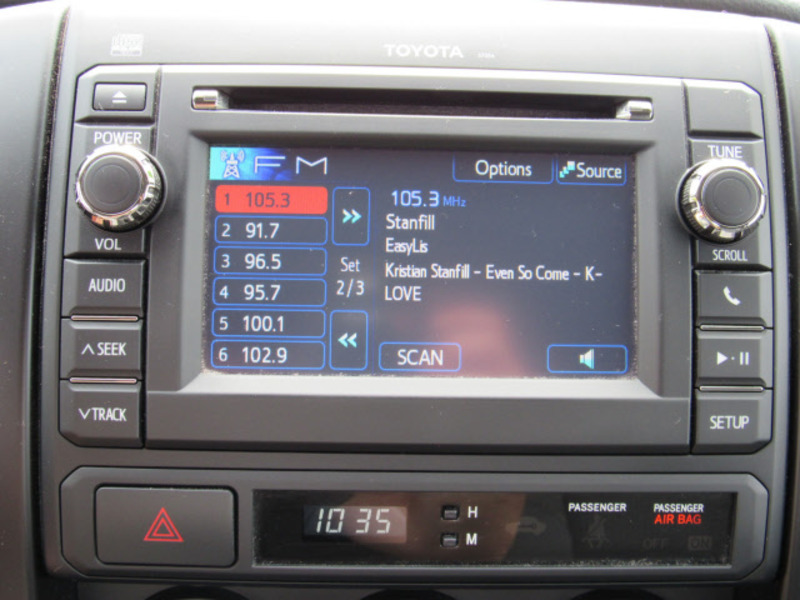 TOYOTA
POWER
VOL
AUDIO
∧ SEEK
∨ TRACK
FM
Options
Source
1 105.3
2 91.7
3 96.5
4 95.7
5 100.1
6 102.9
Set
2/3
105.3 MHz
Stanfill
EasyLis
Kristian Stanfill - Even So Come - K-
LOVE
SCAN
TUNE
SCROLL
SETUP
10 35
H
M
PASSENGER
PASSENGER
AIR BAG
OFF
ON